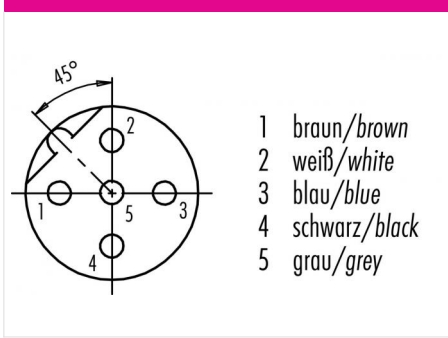 45°
2
1
5
3
4
1 braun/brown
2 weiß/white
3 blau/blue
4 schwarz/black
5 grau/grey